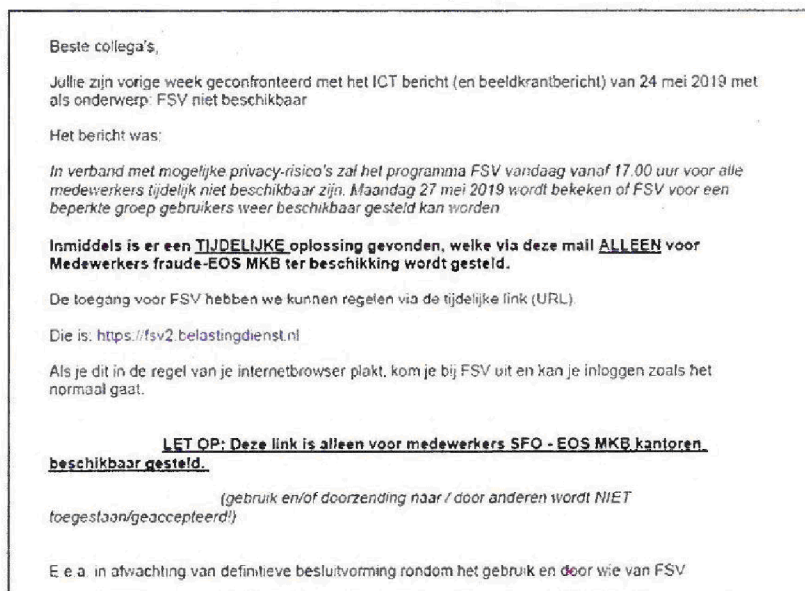 Beste collega's,
Jullie zijn vorige week geconfronteerd met het ICT bericht (en beeldkrantbericht) van 24 mei 2019 met
als onderwerp: FSV niet beschikbaar
Het bericht was:
In verband met mogelijke privacy-risico's zal het programma FSV vandaag vanaf 17.00 uur voor alle
medewerkers tijdelijk niet beschikbaar zijn. Maandag 27 mei 2019 wordt bekeken of FSV voor een
beperkte groep gebruikers weer beschikbaar gesteld kan worden
Inmiddels is er een TIJDELIJKE oplossing gevonden, welke via deze mail ALLEEN voor
Medewerkers fraude-EOS MKB ter beschikking wordt gesteld.
De toegang voor FSV hebben we kunnen regelen via de tijdelijke link (URL).
Die is: https://fsv2.belastingdienst.nl
Als je dit in de regel van je internetbrowser plakt, kom je bij FSV uit en kan je inloggen zoals het
normaal gaat.
LET OP: Deze link is alleen voor medewerkers SFO - EOS MKB kantoren
beschikbaar gesteld.
(gebruik en/of doorzending naar / door anderen wordt NIET
toegestaan/geaccepteerd!)
E.e.a. in afwachting van definitieve besluitvorming rondom het gebruik en door wie van FSV